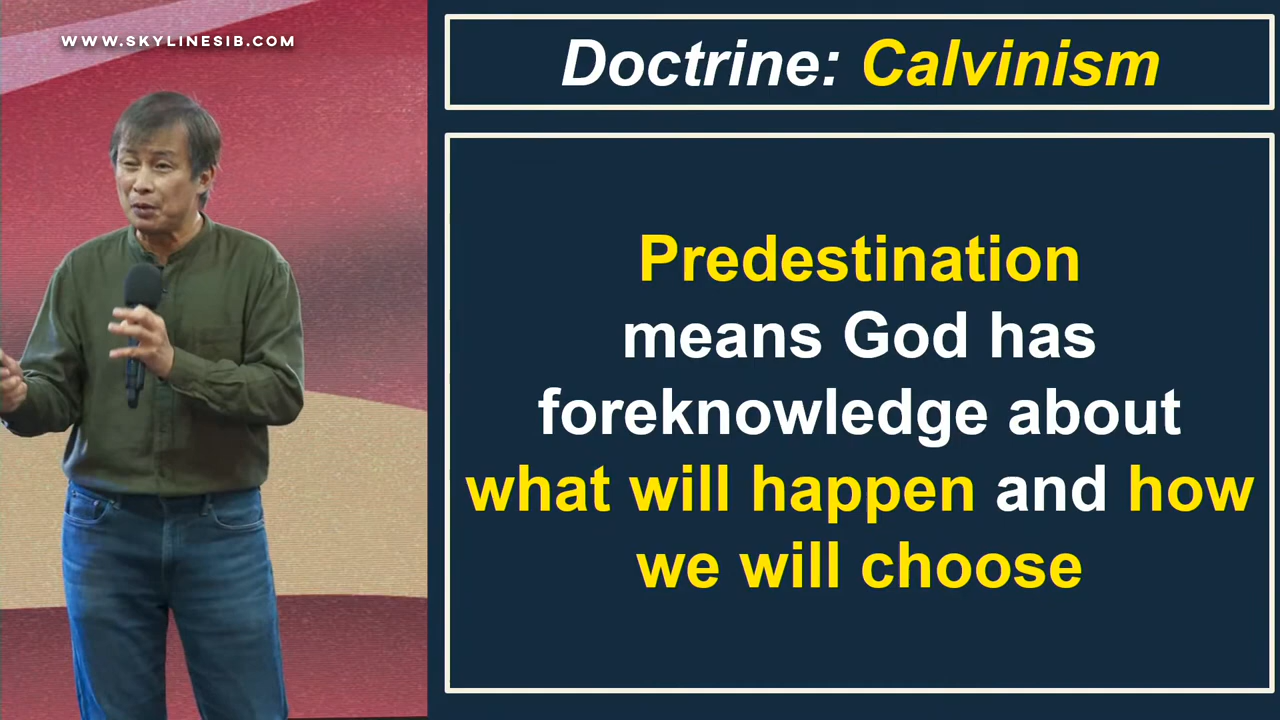 WWW.SKYLINESIB.COM
Doctrine: Calvinism
Predestination
means God has
foreknowledge about
what will happen and how
we will choose